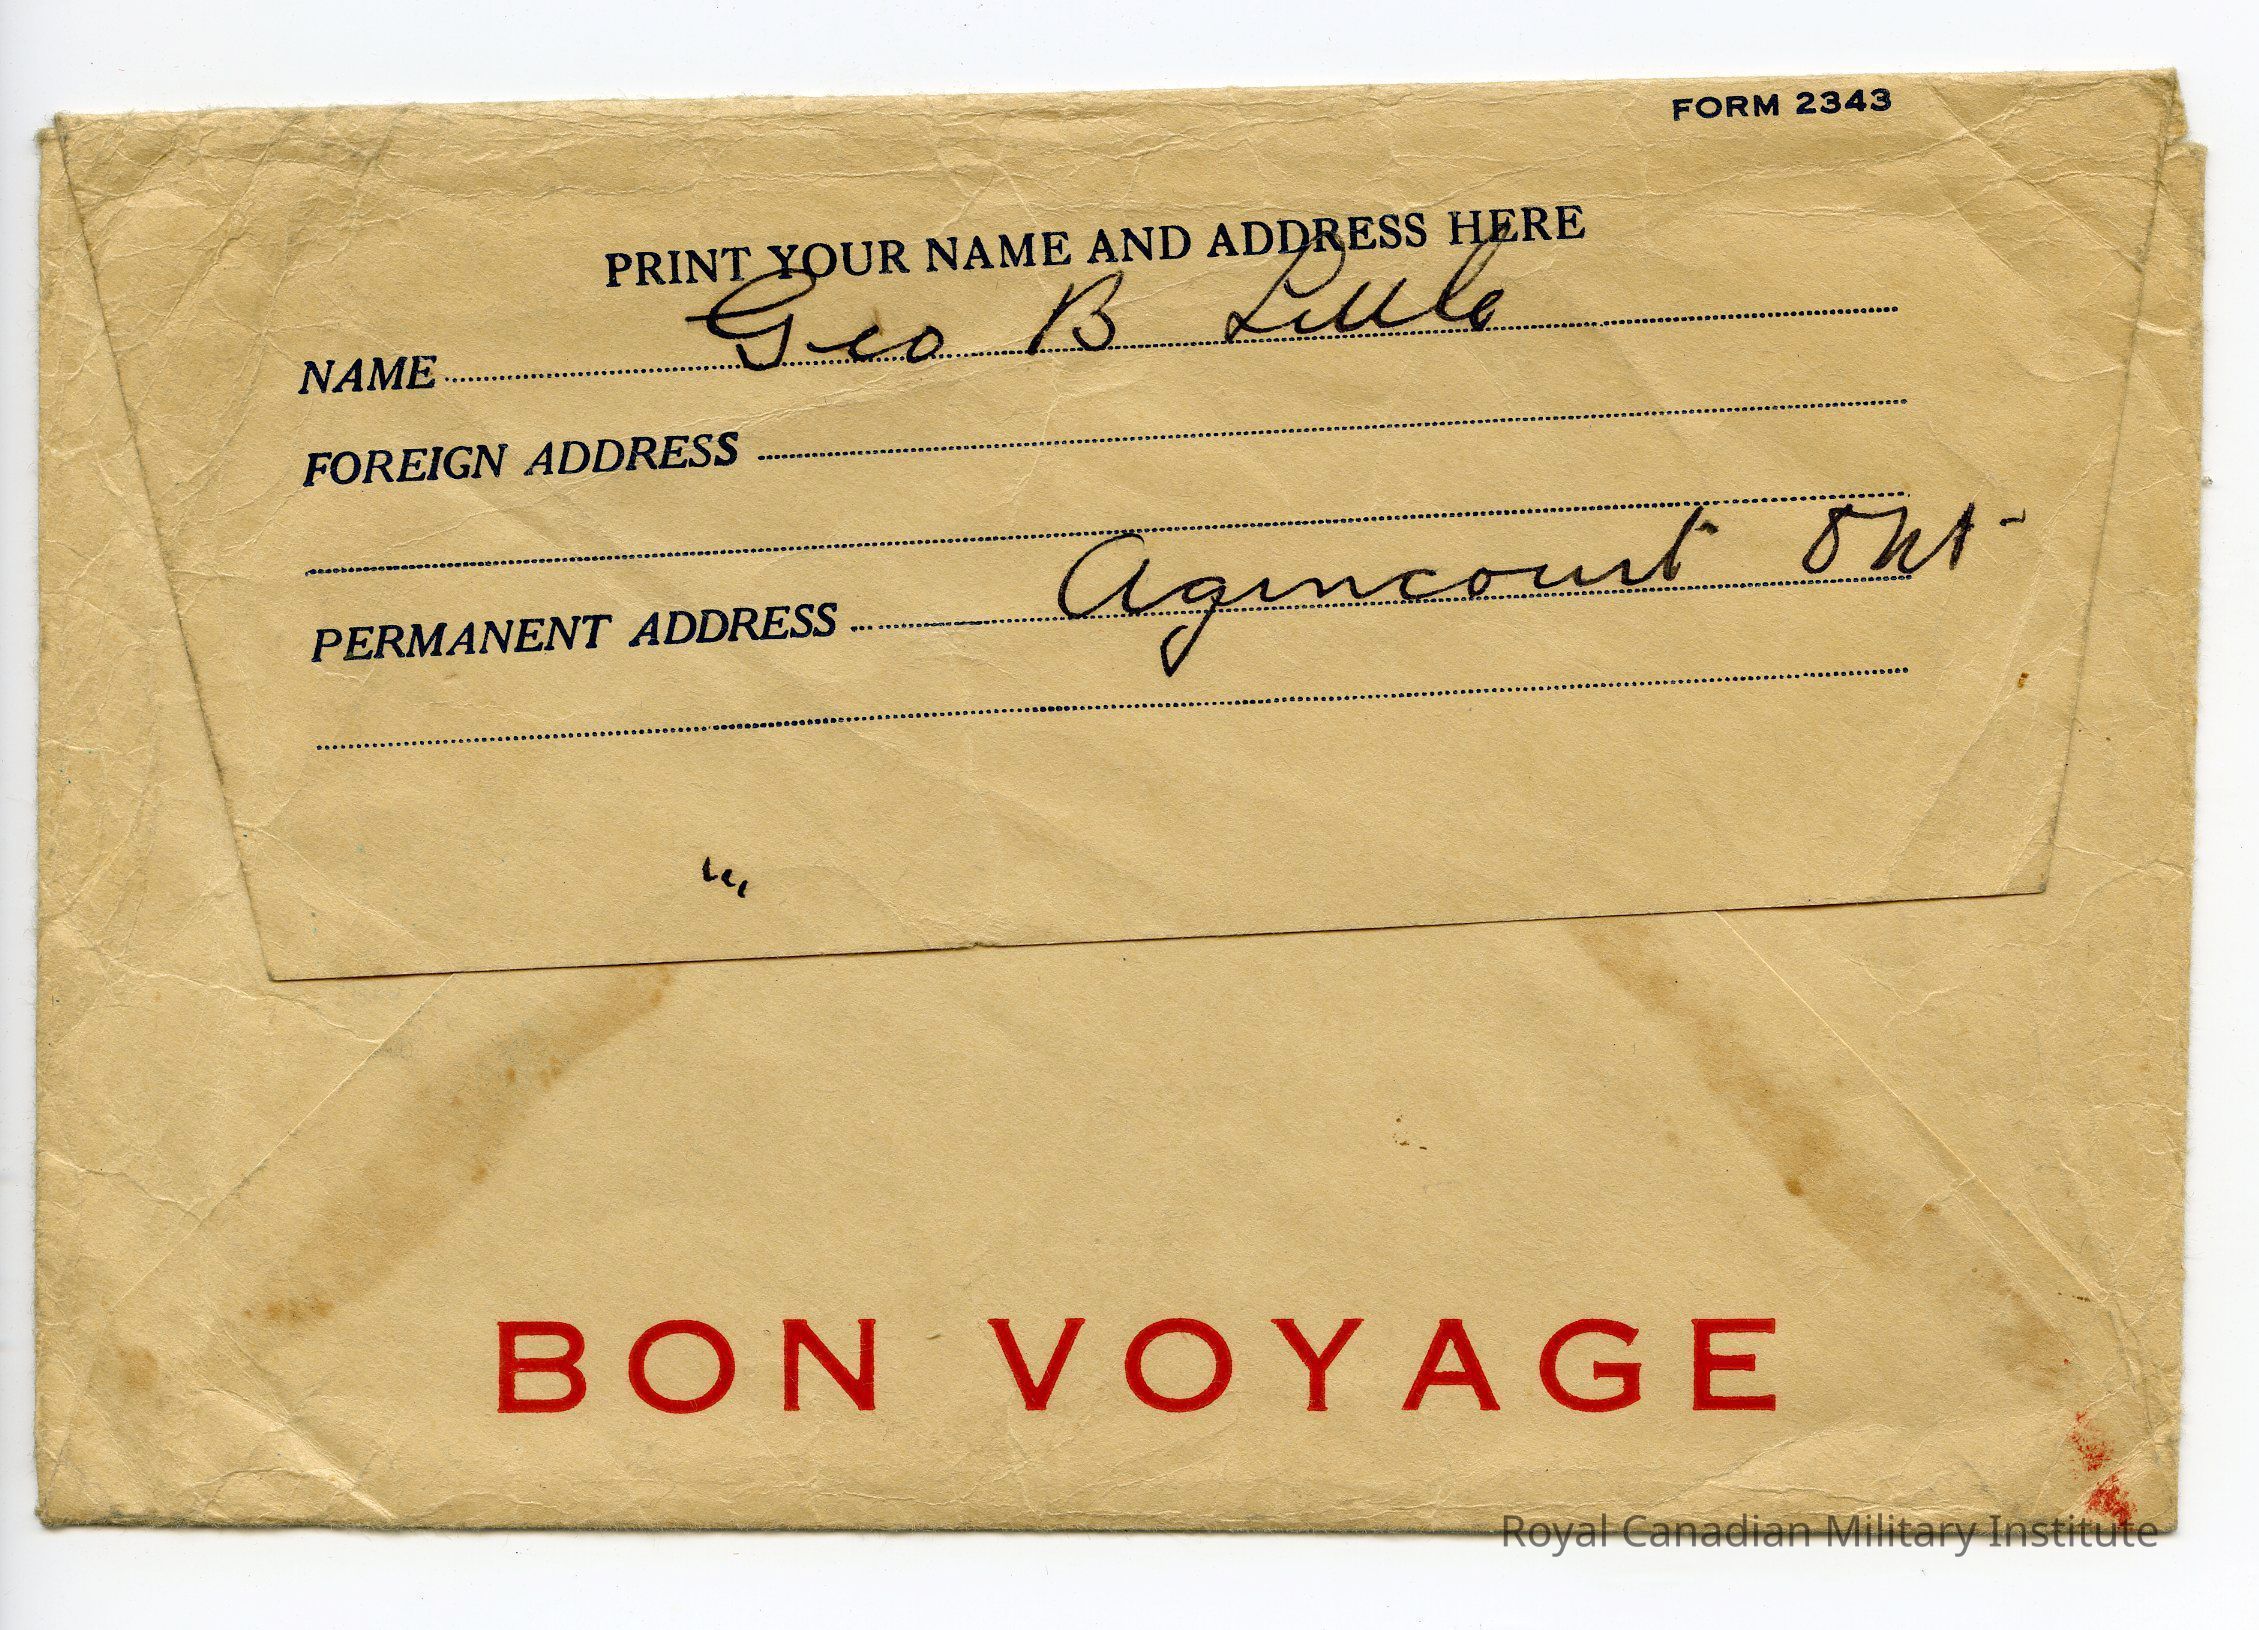 FORM 2343
PRINT YOUR NAME AND ADDRESS HERE
NAME Geo B Little
FOREIGN ADDRESS
PERMANENT ADDRESS Agincourt Ont-
BON VOYAGE
Royal Canadian Military Institute